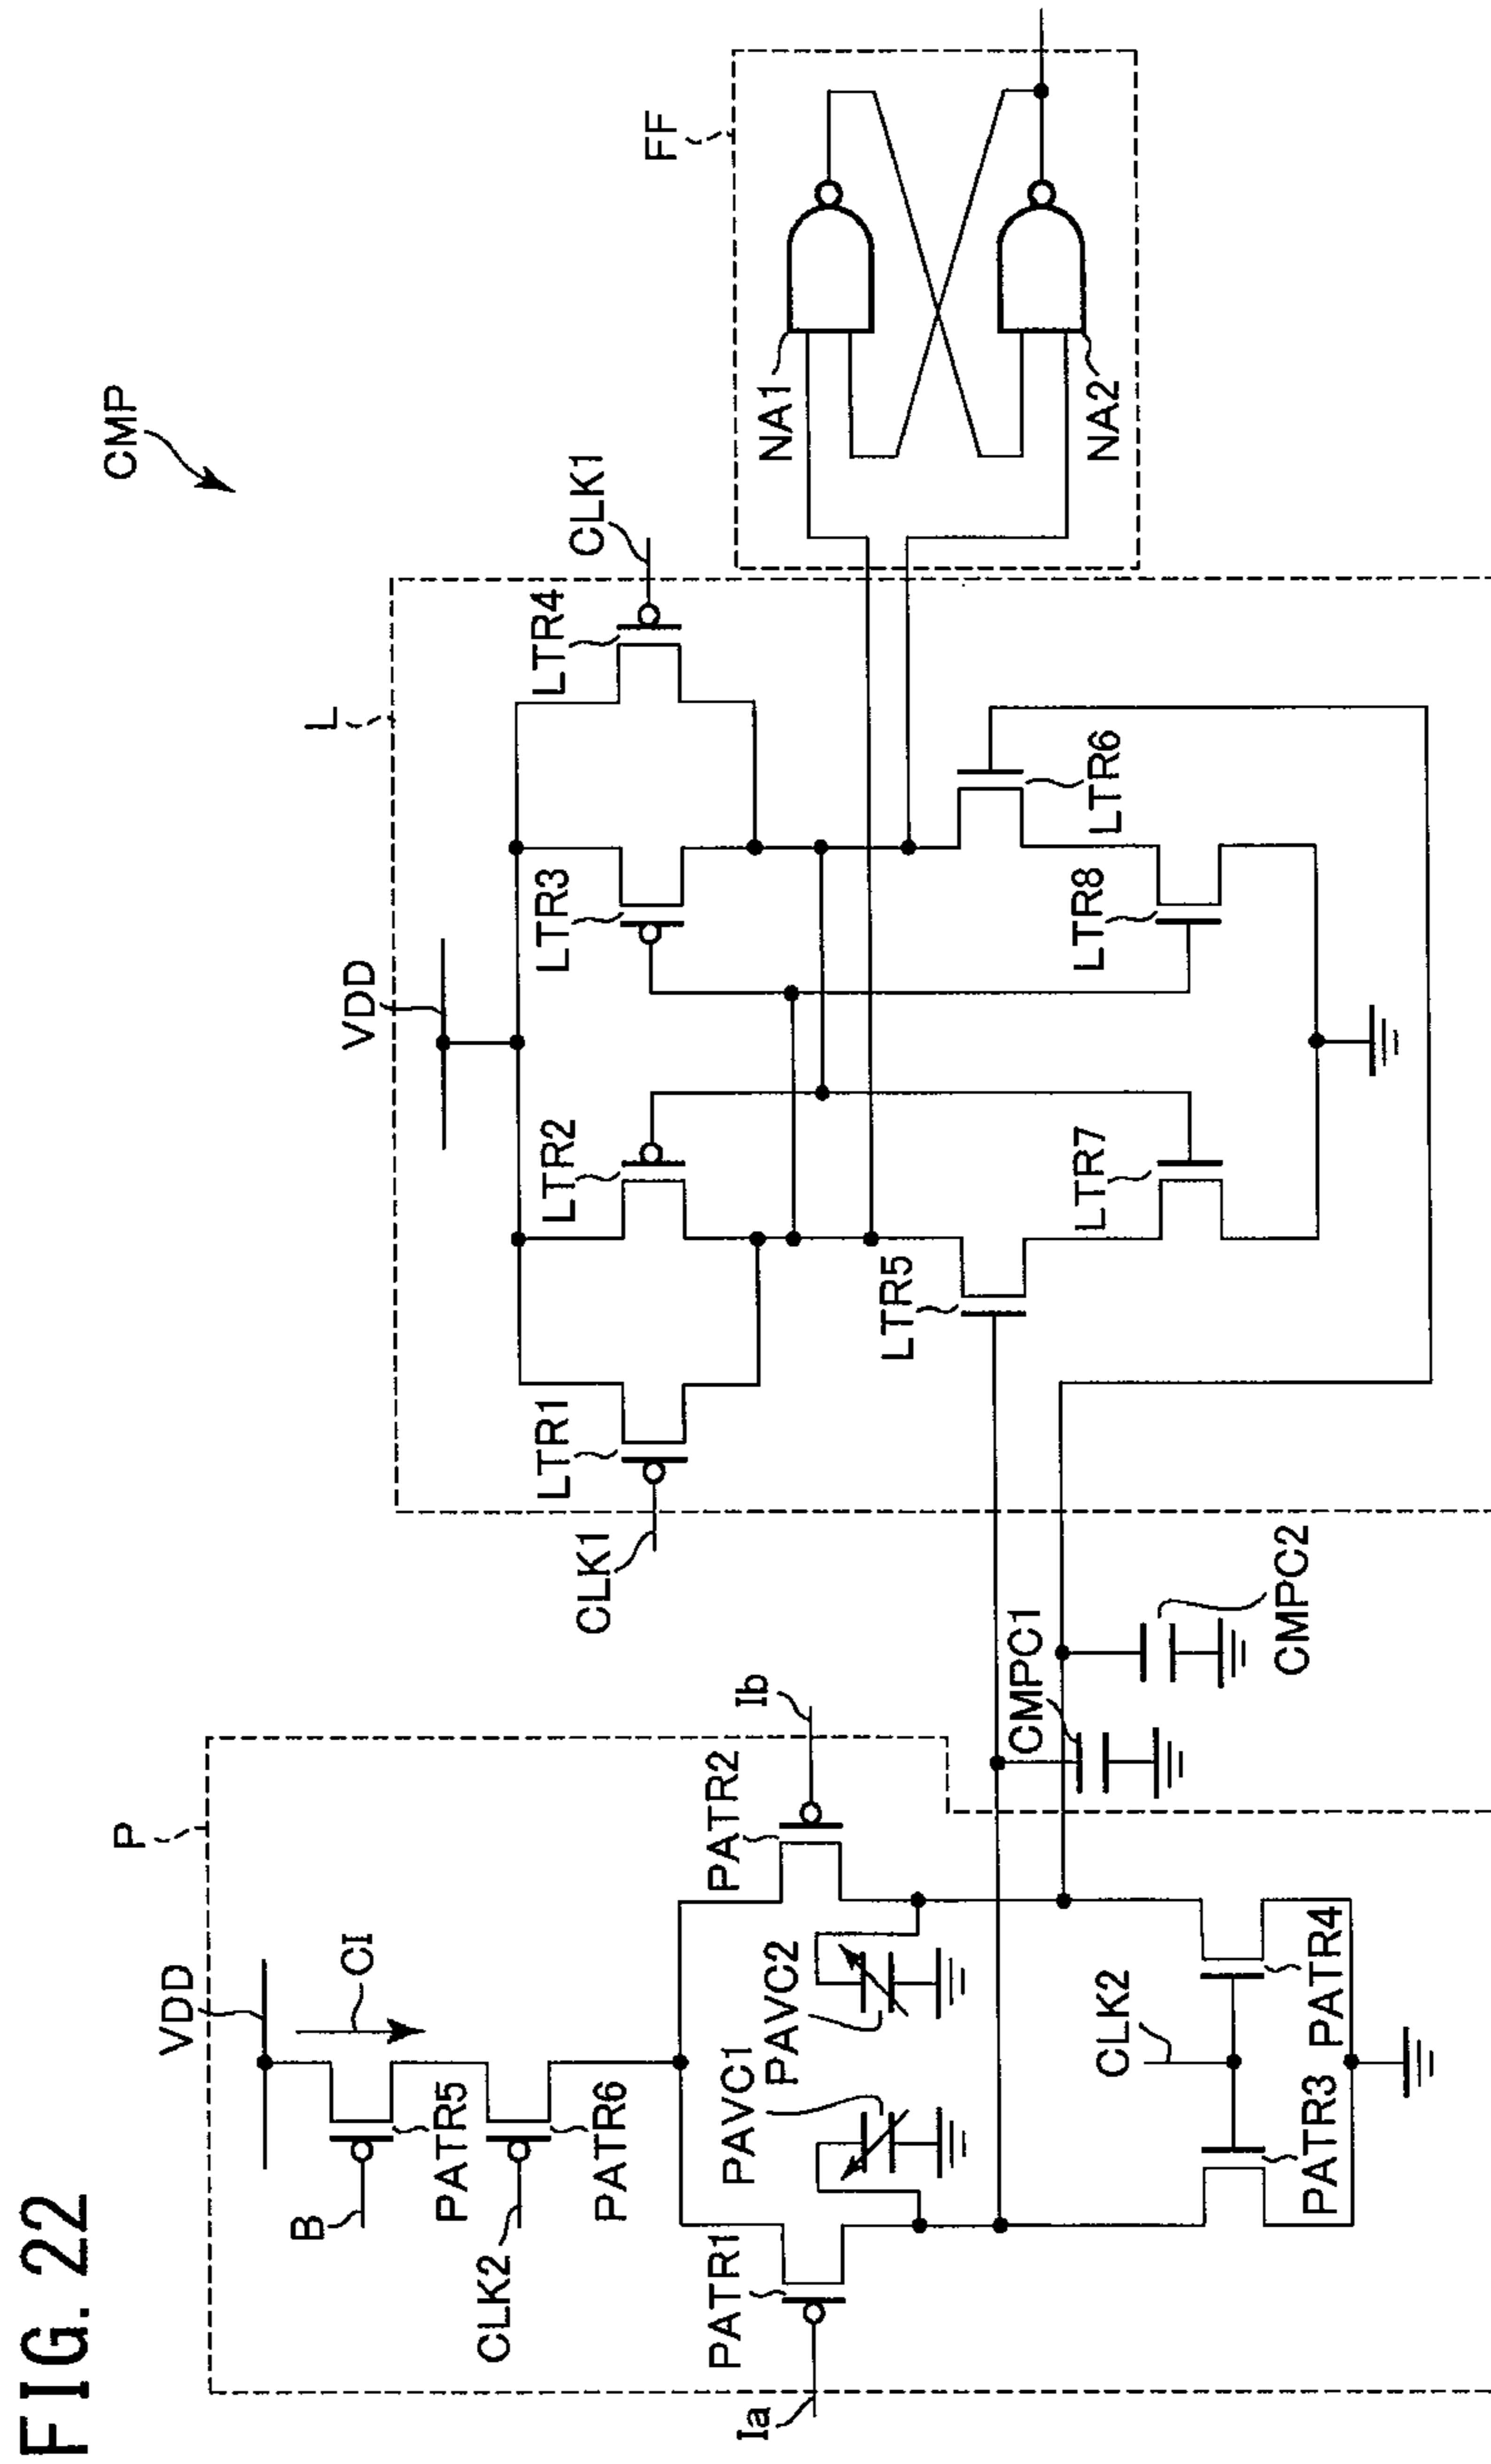 FIG. 22
CMP
P
VDD
CI
B
PATR5
CLK2
PATR6
PATR1
Ia
PATR2
Ib
PAVC1
PAVC2
CLK2
PATR3
PATR4
CMPC1
CMPC2
L
VDD
CLK1
LTR1
LTR2
LTR3
LTR4
CLK1
LTR5
LTR6
LTR7
LTR8
FF
NA1
NA2